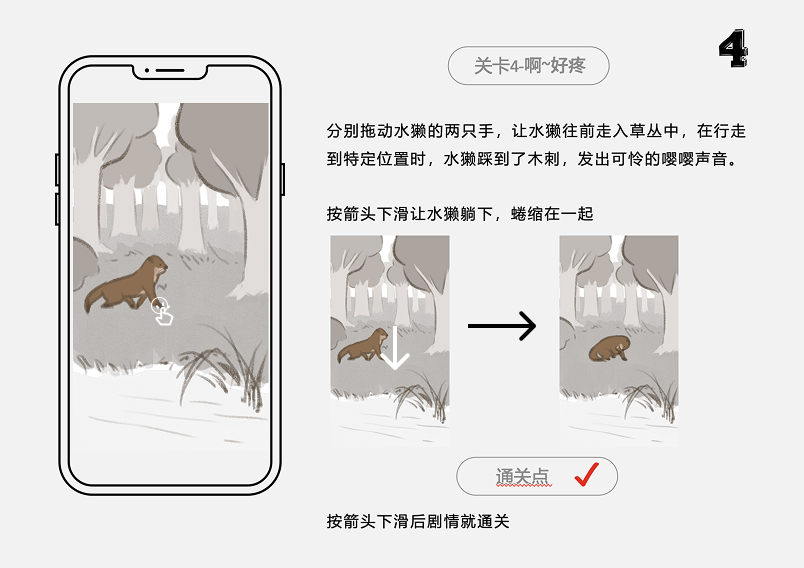 4
关卡4-啊~好疼
分别拖动水獭的两只手，让水獭往前走入草丛中，在行走
到特定位置时，水獭踩到了木刺，发出可怜的嘤嘤声音。
按箭头下滑让水獭躺下，蜷缩在一起
通关点
按箭头下滑后剧情就通关